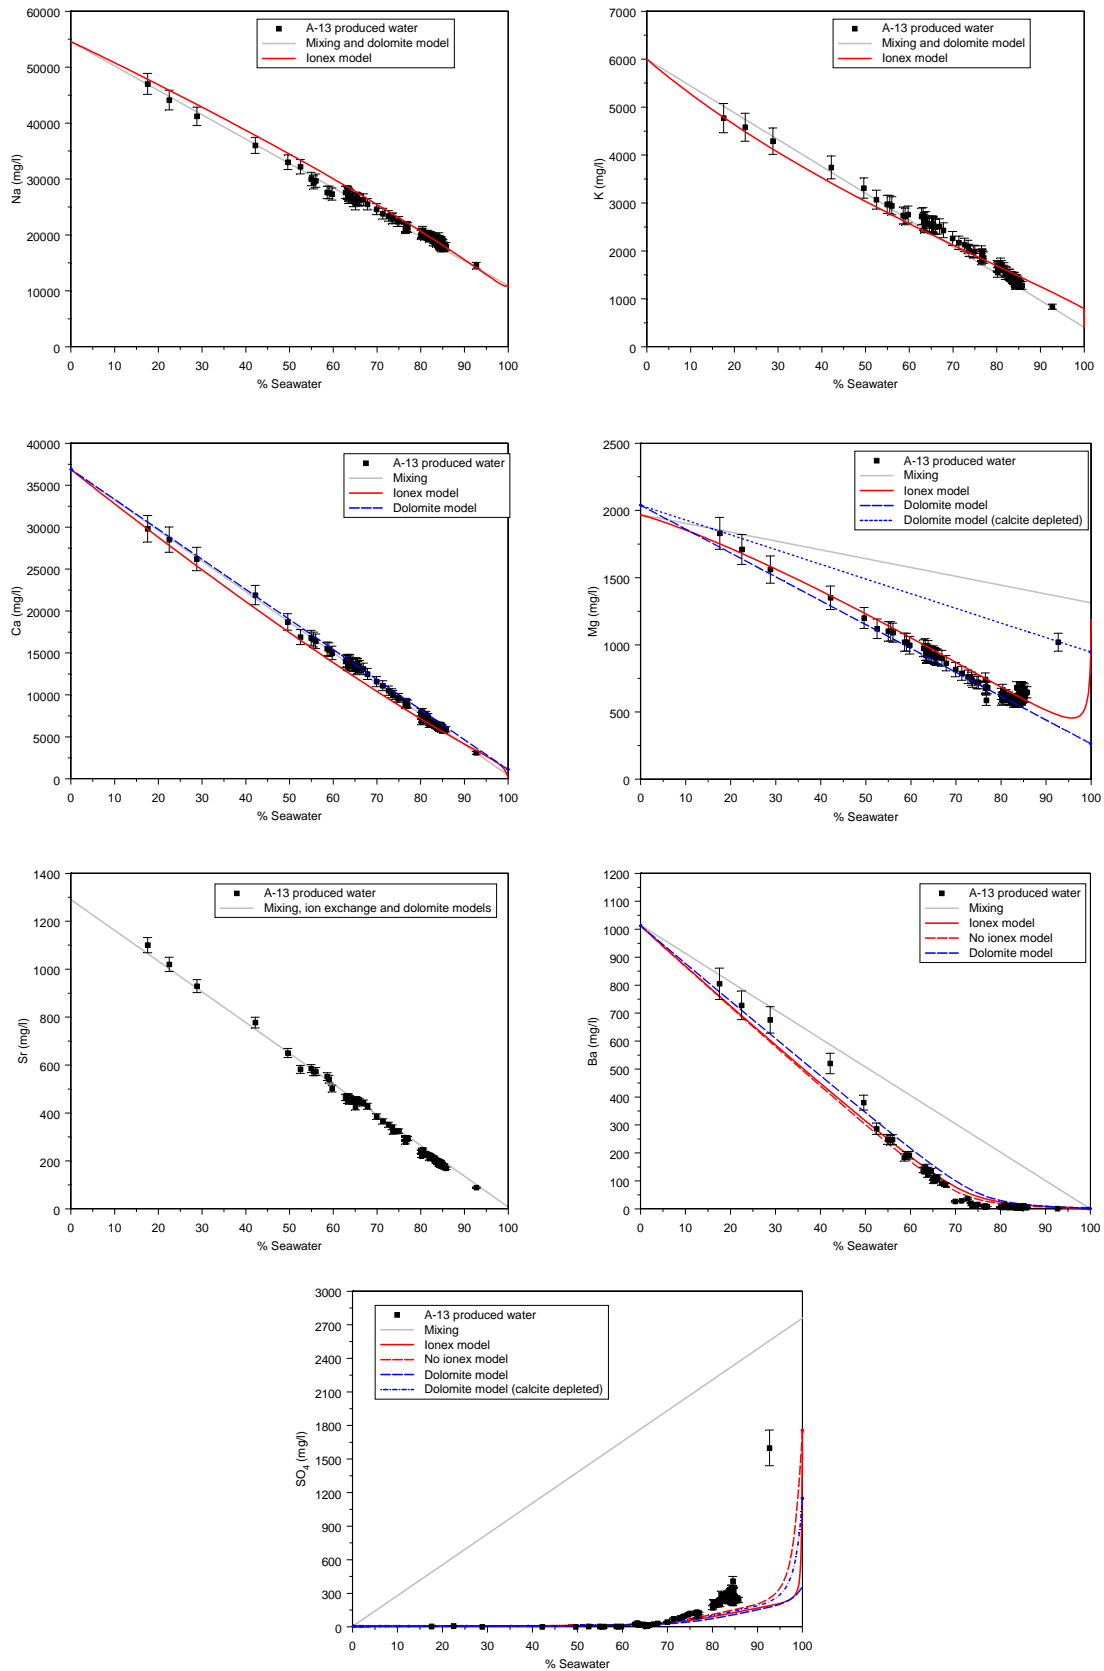 60000
50000
40000
30000
20000
10000
0
Na (mg/l)
0 10 20 30 40 50 60 70 80 90 100
% Seawater
A-13 produced water
Mixing and dolomite model
Ionex model
7000
6000
5000
4000
3000
2000
1000
0
K (mg/l)
0 10 20 30 40 50 60 70 80 90 100
% Seawater
A-13 produced water
Mixing and dolomite model
Ionex model
40000
35000
30000
25000
20000
15000
10000
5000
0
Ca (mg/l)
0 10 20 30 40 50 60 70 80 90 100
% Seawater
A-13 produced water
Mixing
Ionex model
Dolomite model
2500
2000
1500
1000
500
0
Mg (mg/l)
0 10 20 30 40 50 60 70 80 90 100
% Seawater
A-13 produced water
Mixing
Ionex model
Dolomite model
Dolomite model (calcite depleted)
1400
1200
1000
800
600
400
200
0
Sr (mg/l)
0 10 20 30 40 50 60 70 80 90 100
% Seawater
A-13 produced water
Mixing, ion exchange and dolomite models
1200
1100
1000
900
800
700
600
500
400
300
200
100
0
Ba (mg/l)
0 10 20 30 40 50 60 70 80 90 100
% Seawater
A-13 produced water
Mixing
Ionex model
No ionex model
Dolomite model
3000
2700
2400
2100
1800
1500
1200
900
600
300
0
SO4 (mg/l)
0 10 20 30 40 50 60 70 80 90 100
% Seawater
A-13 produced water
Mixing
Ionex model
No ionex model
Dolomite model
Dolomite model (calcite depleted)